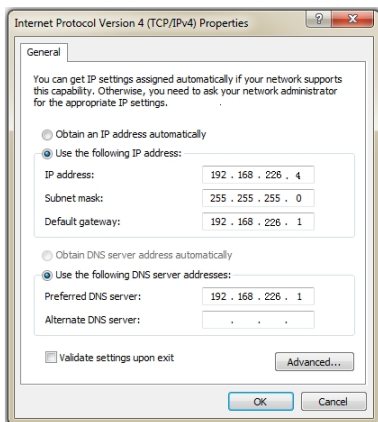 Internet Protocol Version 4 (TCP/IPv4) Properties
General
You can get IP settings assigned automatically if your network supports
this capability. Otherwise, you need to ask your network administrator
for the appropriate IP settings.
Obtain an IP address automatically
Use the following IP address:
IP address: 192 . 168 . 226 . 4
Subnet mask: 255 . 255 . 255 . 0
Default gateway: 192 . 168 . 226 . 1
Obtain DNS server address automatically
Use the following DNS server addresses:
Preferred DNS server: 192 . 168 . 226 . 1
Alternate DNS server: . . .
Validate settings upon exit
Advanced...
OK Cancel